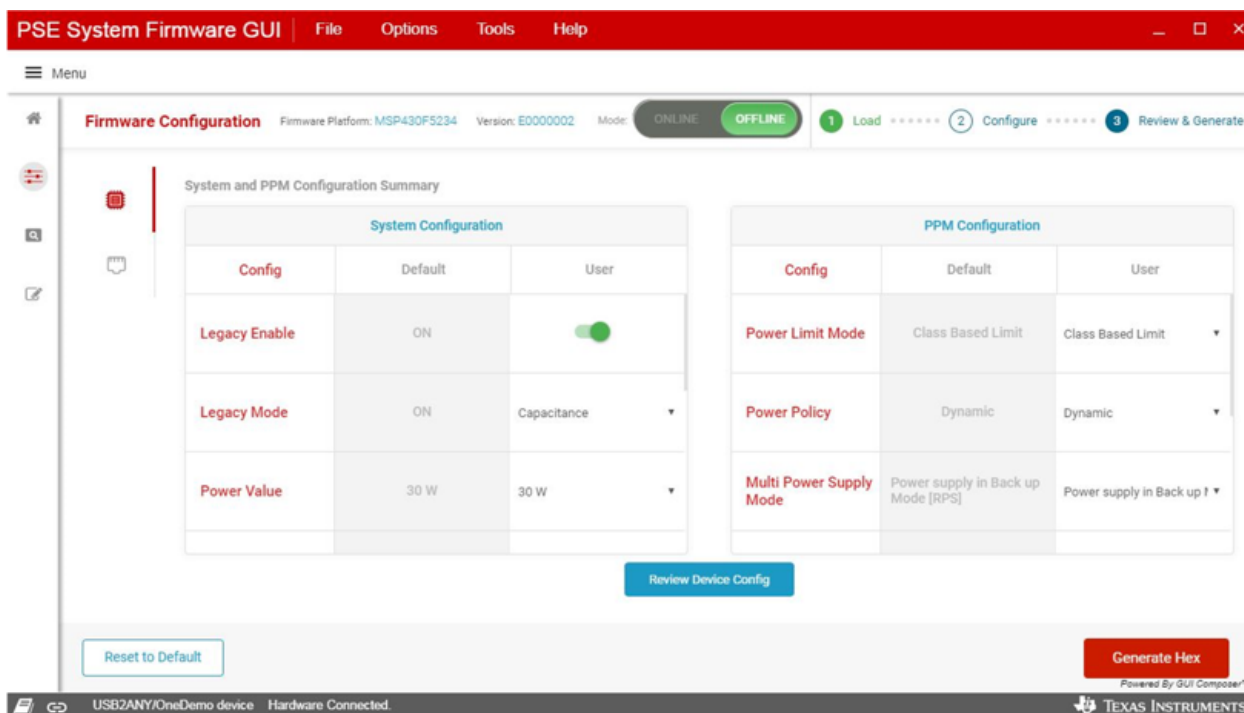 PSE System Firmware GUI File Options Tools Help
Menu
Firmware Configuration Firmware Platform: MSP430F5234 Version: E0000002 Mode: ONLINE OFFLINE 1 Load 2 Configure 3 Review & Generate
System and PPM Configuration Summary
System Configuration
Config Default User
Legacy Enable ON
Legacy Mode ON Capacitance
Power Value 30 W 30 W
PPM Configuration
Config Default User
Power Limit Mode Class Based Limit Class Based Limit
Power Policy Dynamic Dynamic
Multi Power Supply Mode Power supply in Back up Mode [RPS] Power supply in Back up
Review Device Config
Reset to Default
Generate Hex
Powered By GUI Composer
USB2ANY/OneDemo device Hardware Connected.
TEXAS INSTRUMENTS